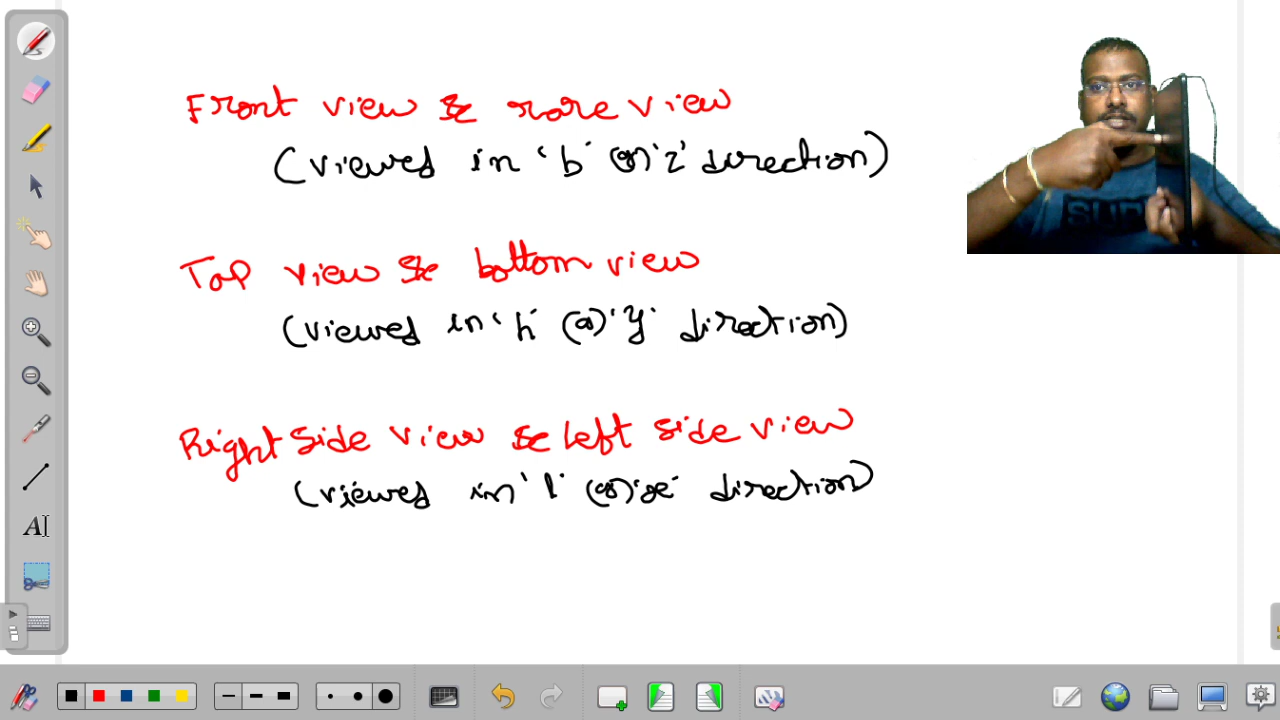 Front view & rare view
(viewed in 'b' (or) 'z' direction)
Top view & bottom view
(viewed in 'h' (or) 'y' direction)
Right side view & left side view
(viewed in 'l' (or) 'x' direction)